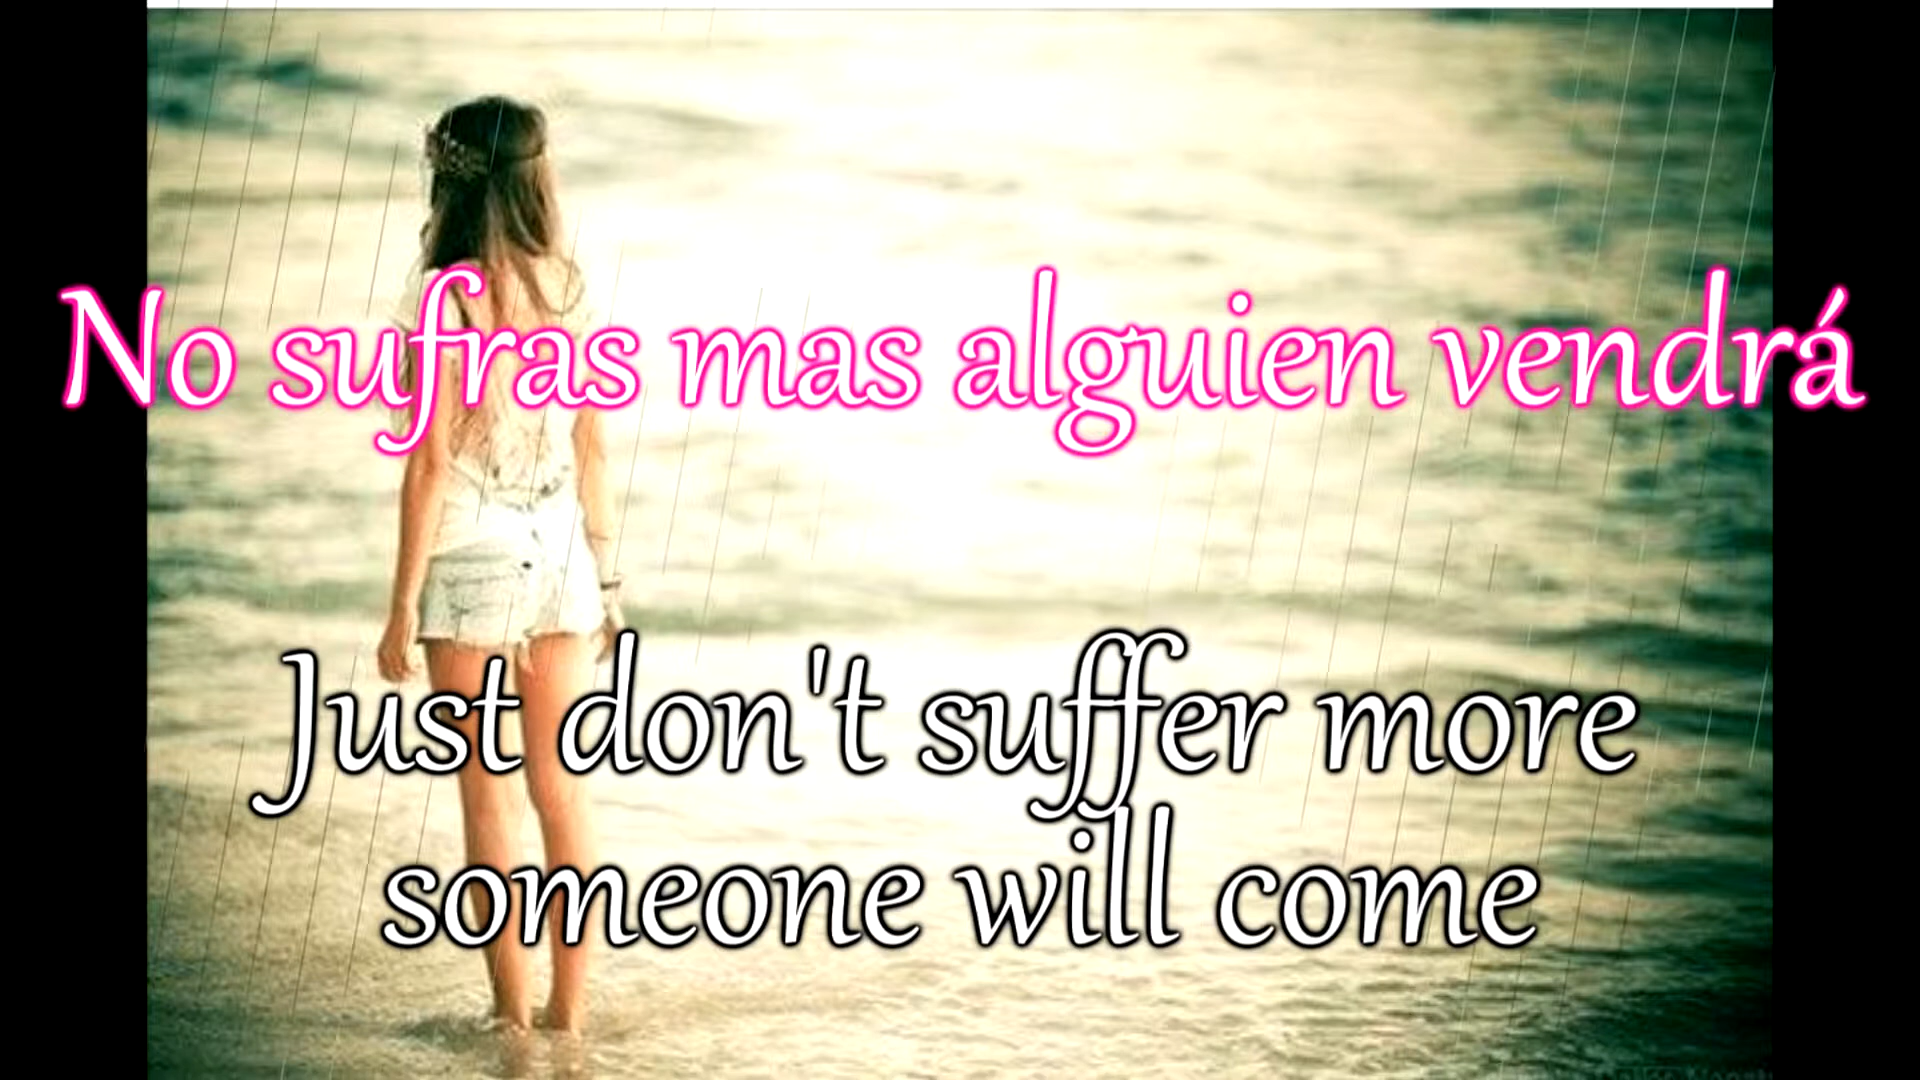 No sufras mas alguien vendrá
Just don't suffer more
someone will come